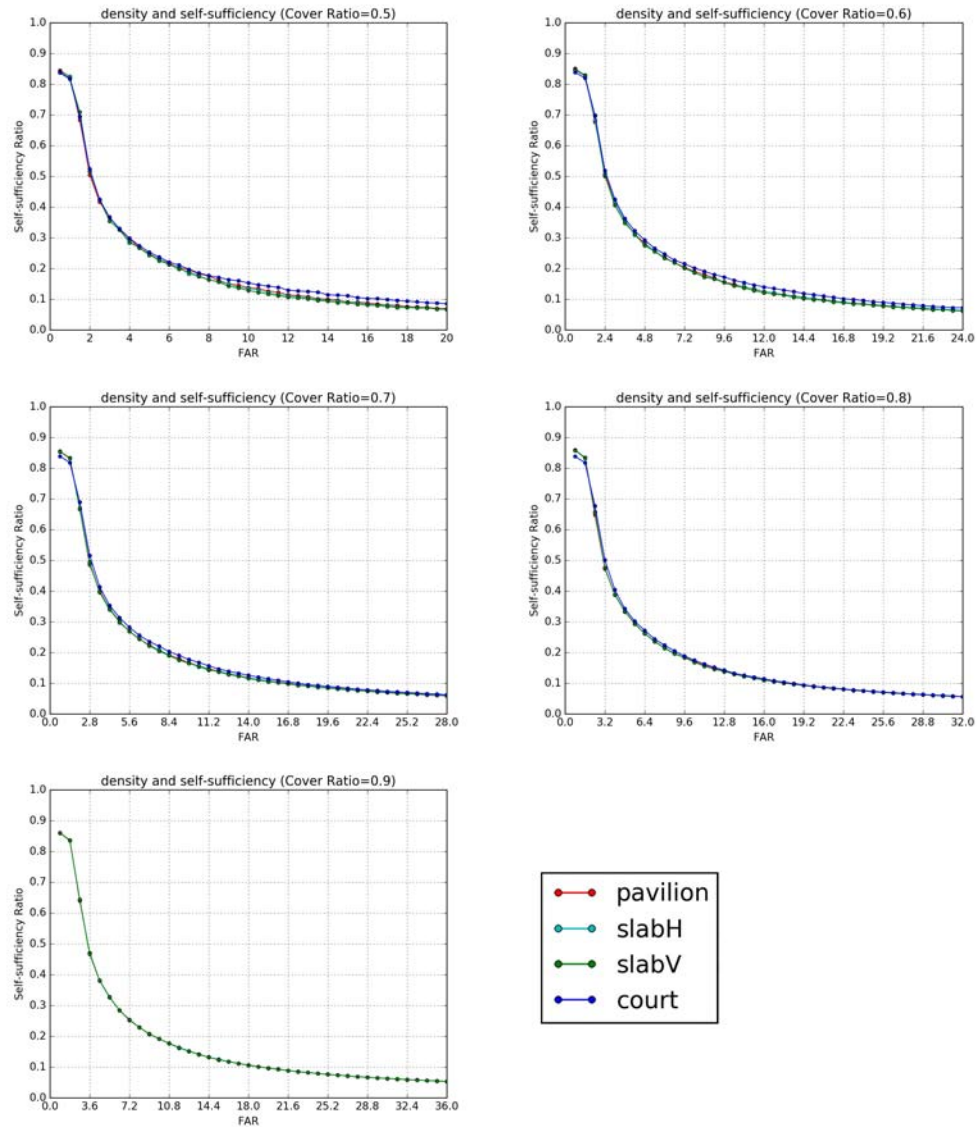 density and self-sufficiency (Cover Ratio=0.5)
1.0
0.9
0.8
0.7
0.6
0.5
0.4
0.3
0.2
0.1
0.0
Self-sufficiency Ratio
0 2 4 6 8 10 12 14 16 18 20
FAR
density and self-sufficiency (Cover Ratio=0.6)
1.0
0.9
0.8
0.7
0.6
0.5
0.4
0.3
0.2
0.1
0.0
Self-sufficiency Ratio
0.0 2.4 4.8 7.2 9.6 12.0 14.4 16.8 19.2 21.6 24.0
FAR
density and self-sufficiency (Cover Ratio=0.7)
1.0
0.9
0.8
0.7
0.6
0.5
0.4
0.3
0.2
0.1
0.0
Self-sufficiency Ratio
0.0 2.8 5.6 8.4 11.2 14.0 16.8 19.6 22.4 25.2 28.0
FAR
density and self-sufficiency (Cover Ratio=0.8)
1.0
0.9
0.8
0.7
0.6
0.5
0.4
0.3
0.2
0.1
0.0
Self-sufficiency Ratio
0.0 3.2 6.4 9.6 12.8 16.0 19.2 22.4 25.6 28.8 32.0
FAR
density and self-sufficiency (Cover Ratio=0.9)
1.0
0.9
0.8
0.7
0.6
0.5
0.4
0.3
0.2
0.1
0.0
Self-sufficiency Ratio
0.0 3.6 7.2 10.8 14.4 18.0 21.6 25.2 28.8 32.4 36.0
FAR
pavilion
slabH
slabV
court